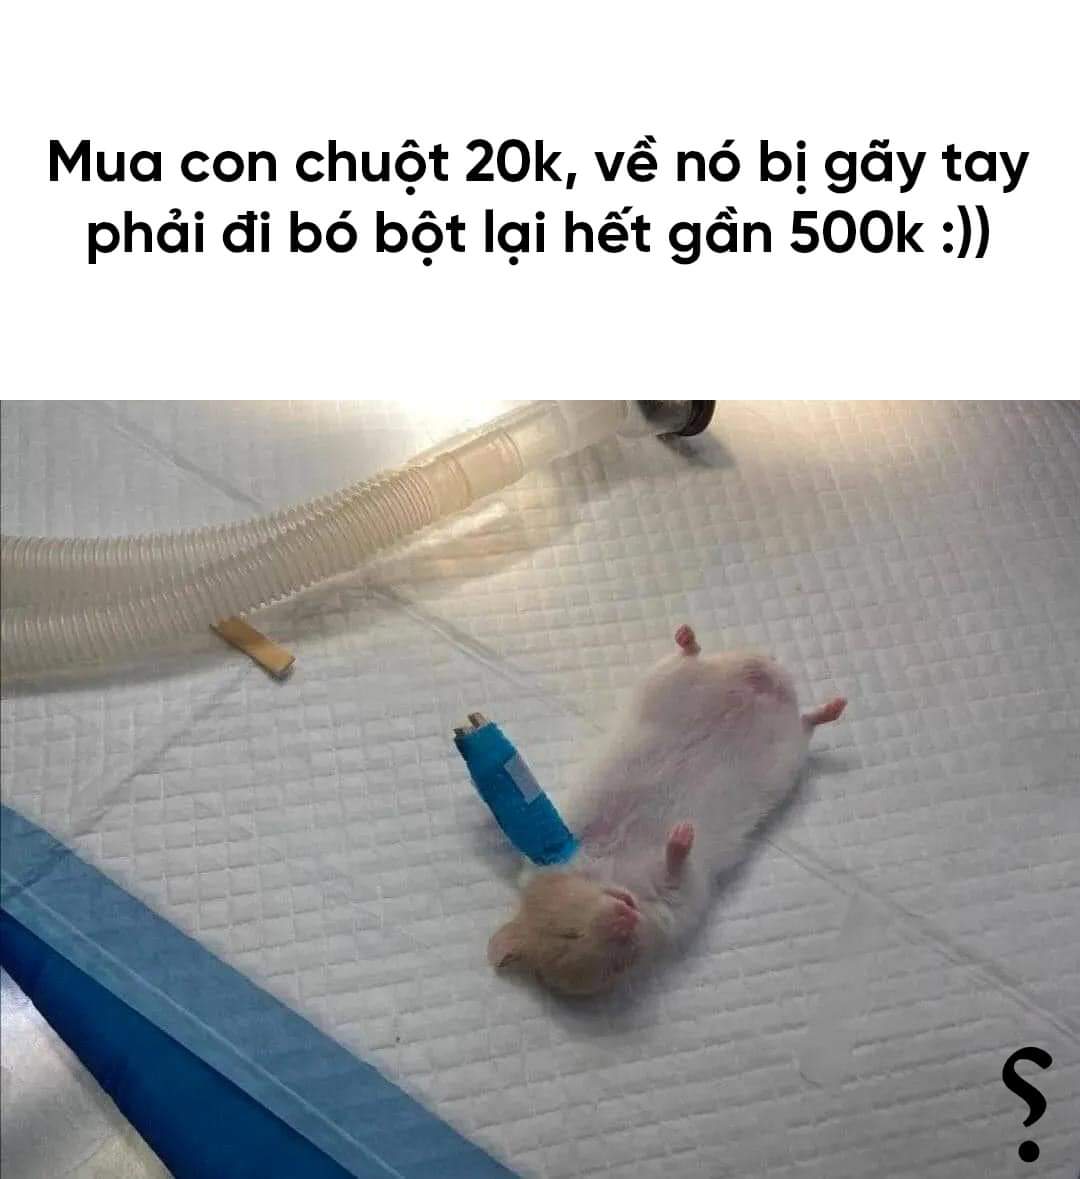 Mua con chuột 20k, về nó bị gãy tay
phải đi bó bột lại hết gần 500k :))